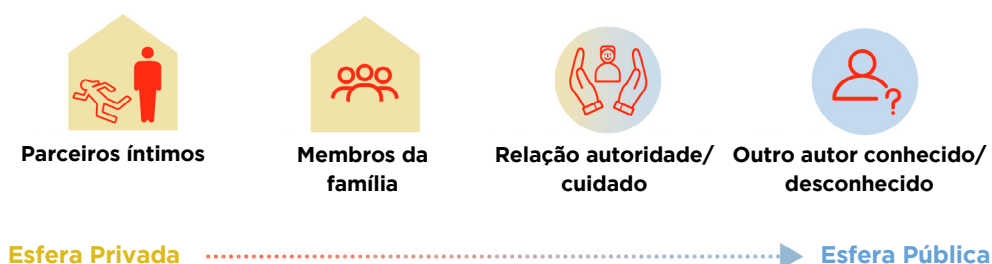 Parceiros íntimos
Membros da
família
Relação autoridade/
cuidado
Outro autor conhecido/
desconhecido
Esfera Privada
Esfera Pública